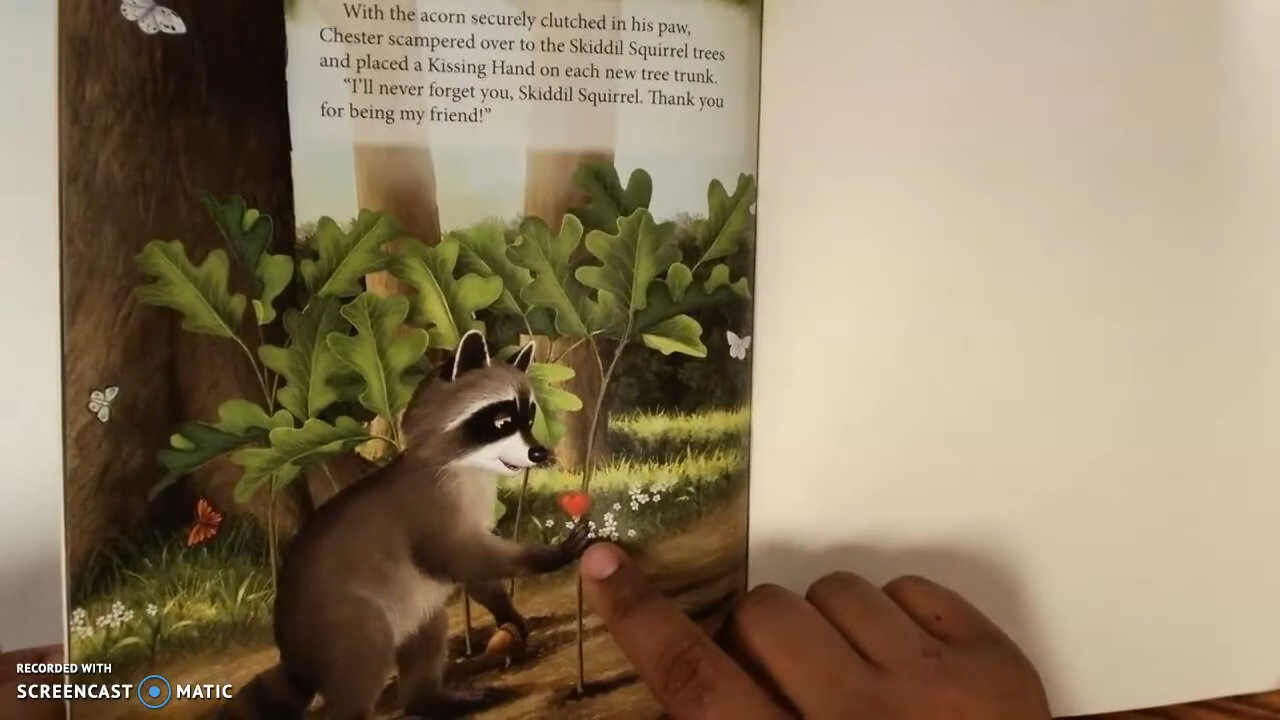 With the acorn securely clutched in his paw,
Chester scampered over to the Skiddil Squirrel trees
and placed a Kissing Hand on each new tree trunk.
“I’ll never forget you, Skiddil Squirrel. Thank you
for being my friend!”
RECORDED WITH
SCREENCAST MATIC